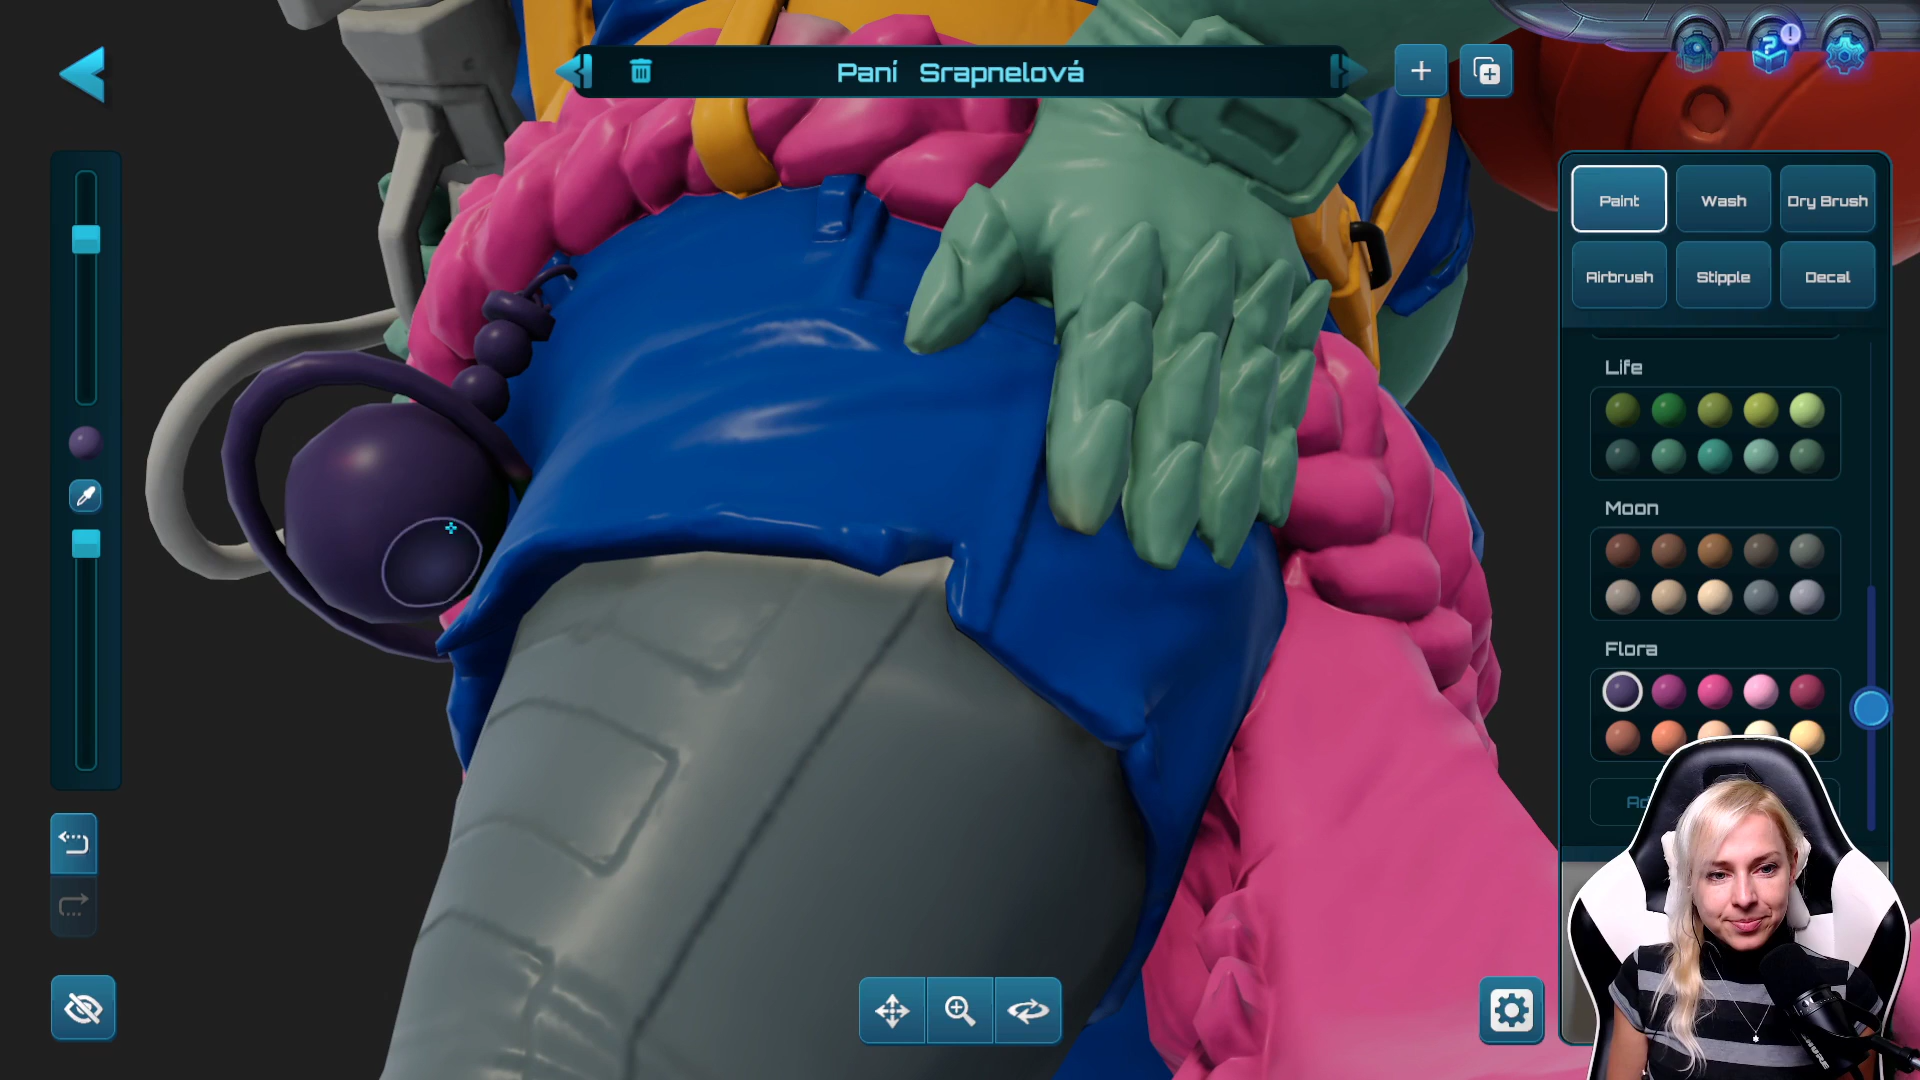 Paní Srapnelová
Paint
Wash
Dry Brush
Airbrush
Stipple
Decal
Life
Moon
Flora